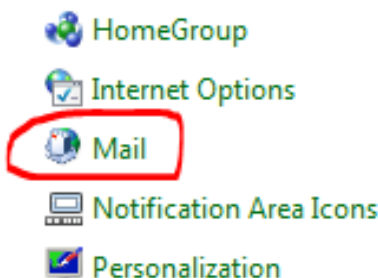 HomeGroup
Internet Options
Mail
Notification Area Icons
Personalization